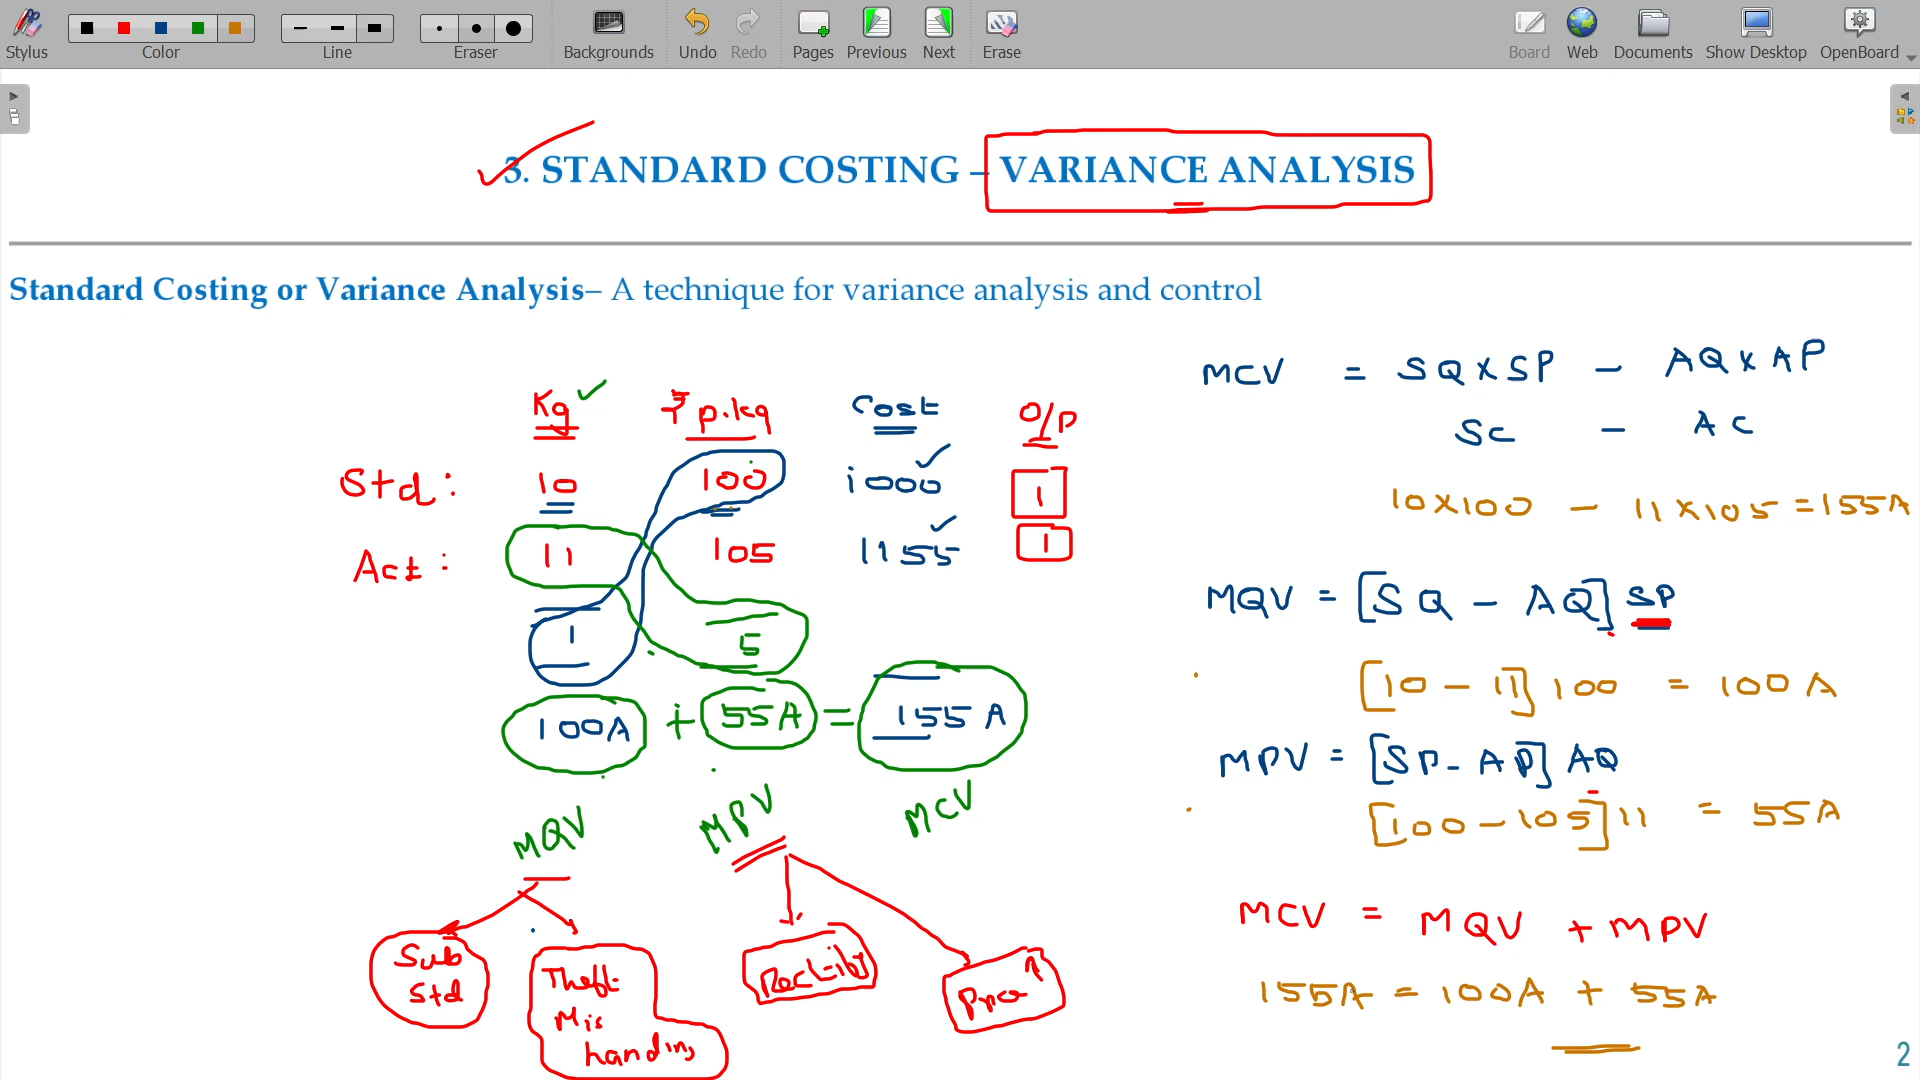 Stylus
Color
Line
Eraser
Backgrounds
Undo
Redo
Pages
Previous
Next
Erase
Board
Web
Documents
Show Desktop
OpenBoard
3. STANDARD COSTING – VARIANCE ANALYSIS
Standard Costing or Variance Analysis– A technique for variance analysis and control
Kg ₹ p.kg Cost O/P
Std: 10 100 1000 1
Act: 11 105 1155 1
1 5
100A + 55A = 155A
MQV MPV MCV
Sub
Std
Theft
Mis
handing
Price ↑
MCV = SQ x SP - AQ x AP
SC - AC
10x100 - 11x105 = 155A
MQV = [SQ - AQ] SP
[10 - 11] 100 = 100 A
MPV = [SP - AP] AQ
[100 - 105] 11 = 55A
MCV = MQV + MPV
155A = 100A + 55A
2